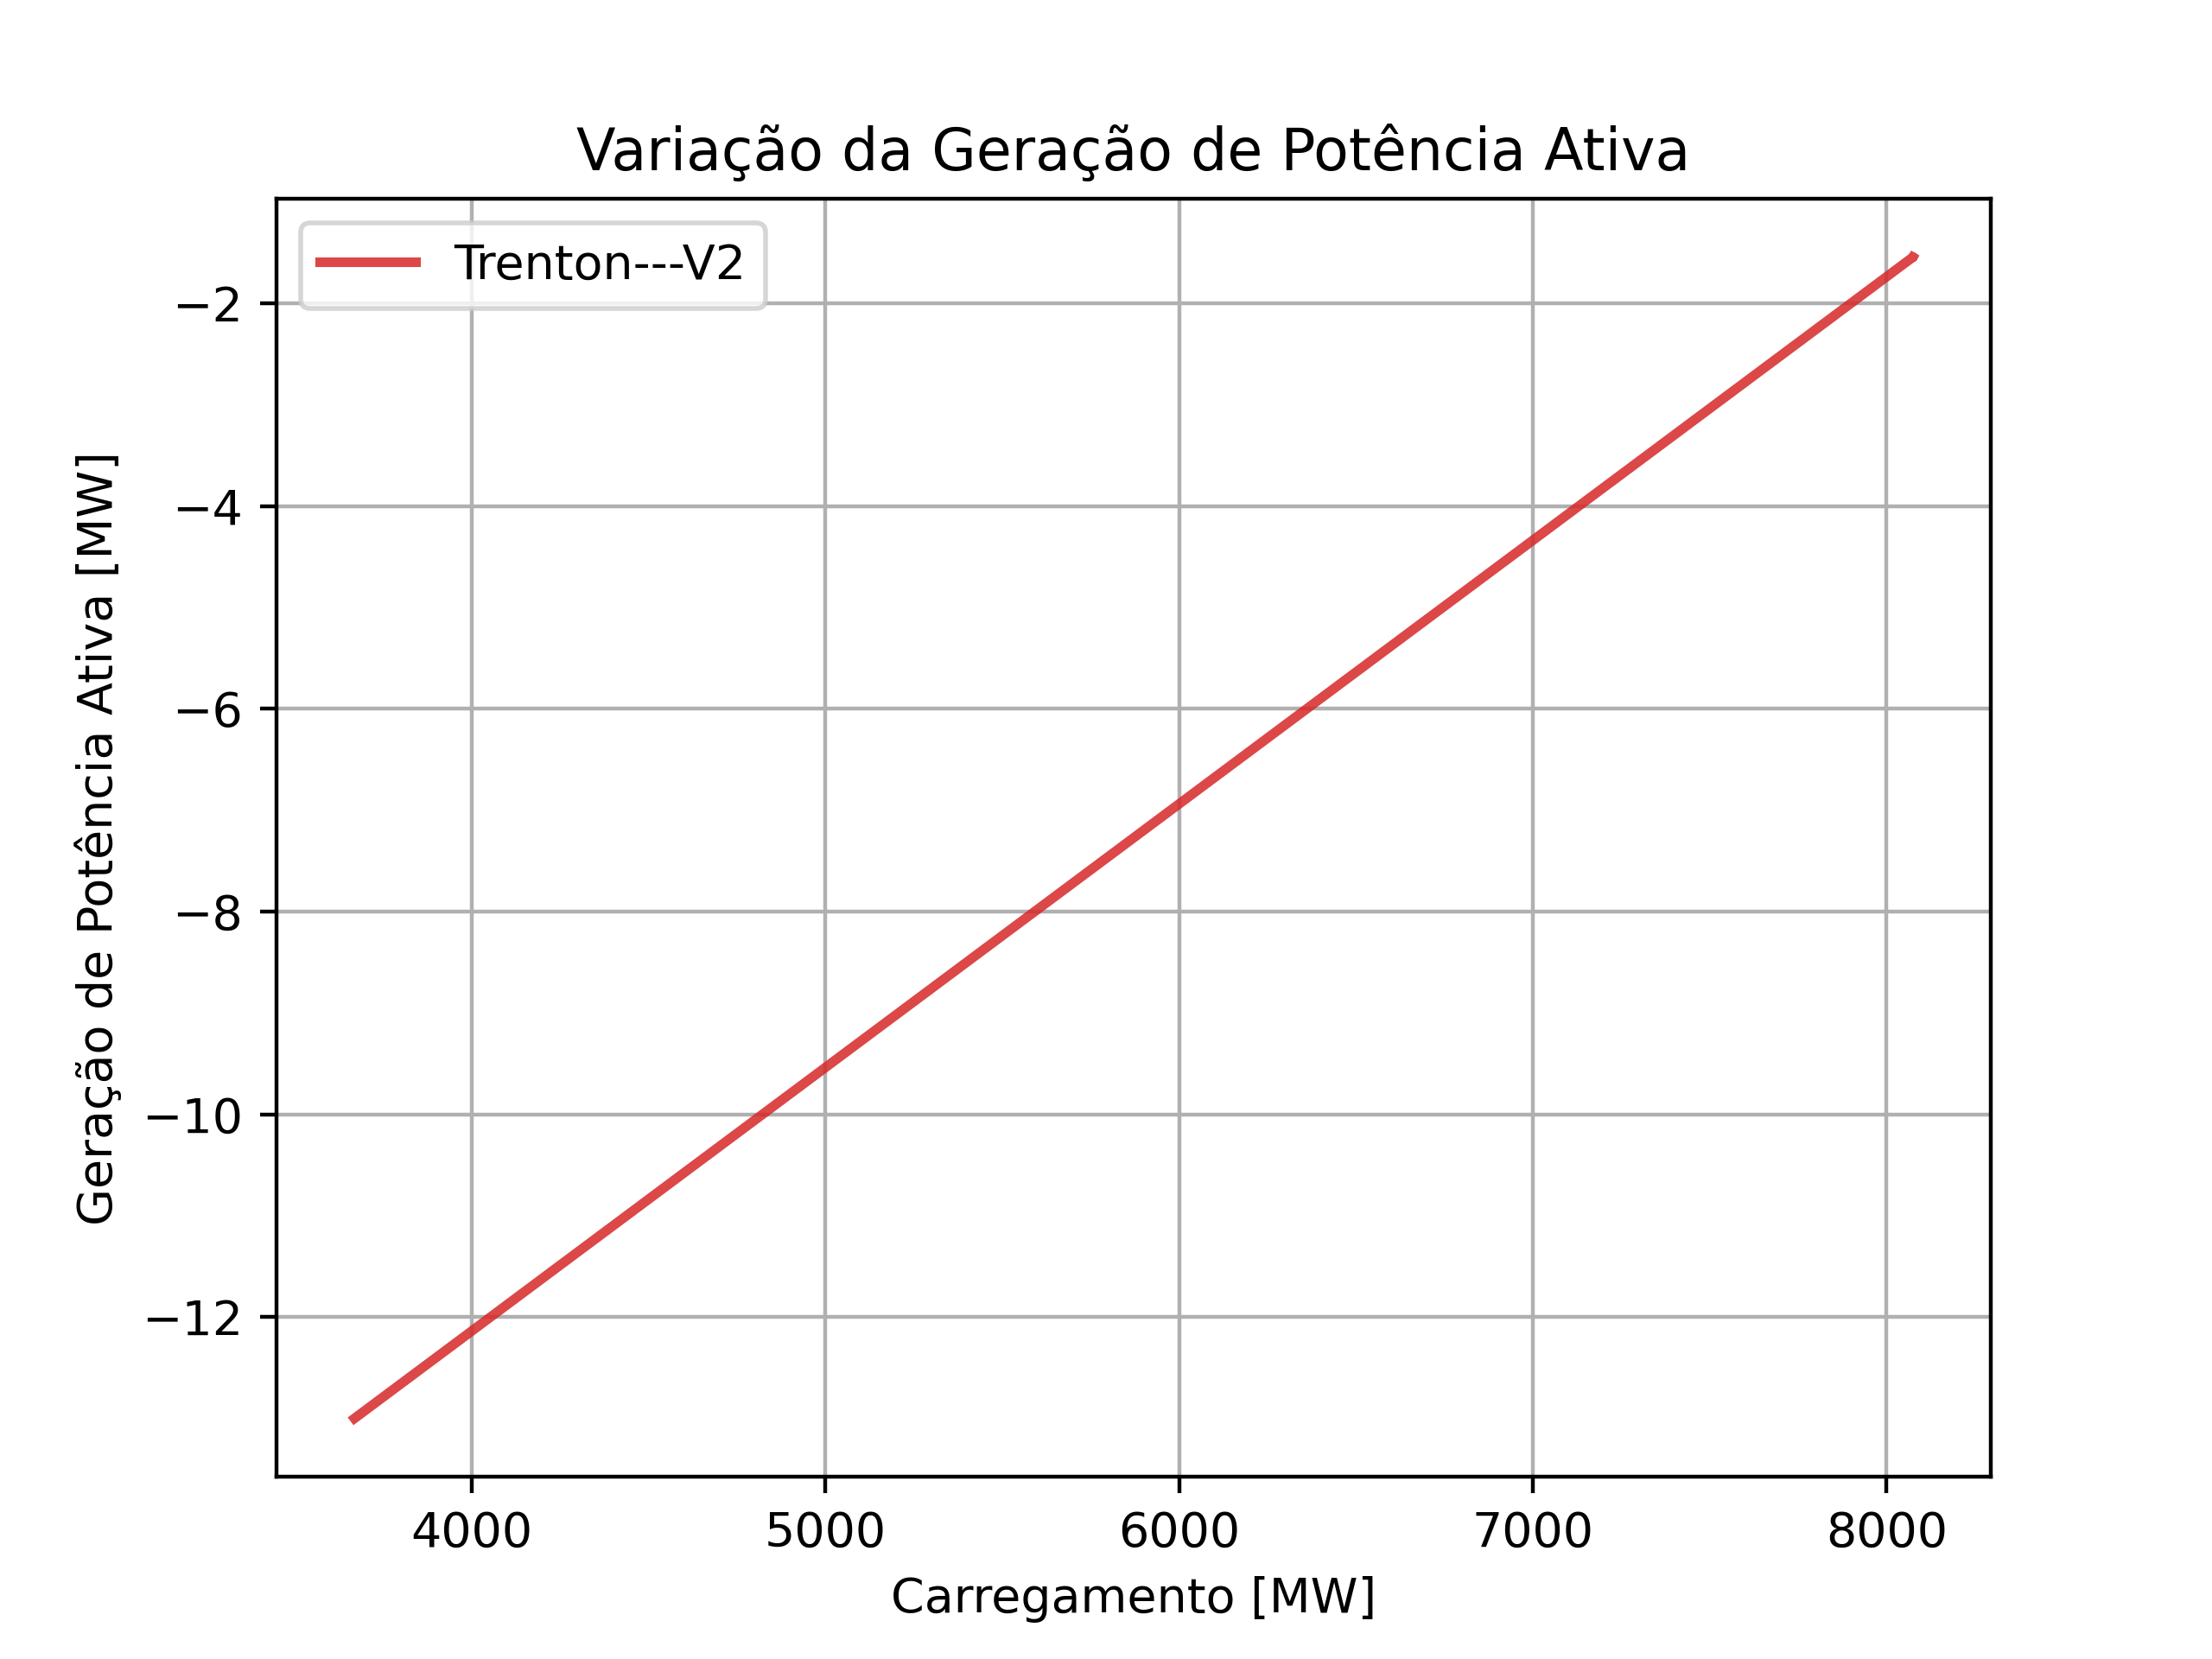 Variação da Geração de Potência Ativa
Trenton---V2
Geração de Potência Ativa [MW]
−2
−4
−6
−8
−10
−12
4000 5000 6000 7000 8000
Carregamento [MW]